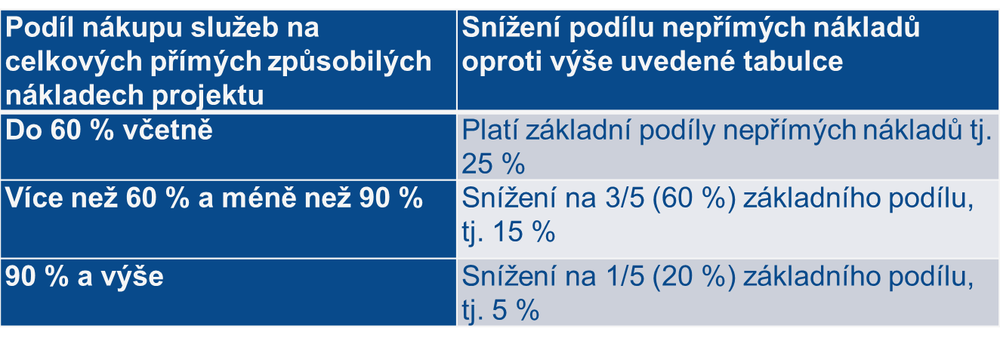 Podíl nákupu služeb na
celkových přímých způsobilých
nákladech projektu
Snížení podílu nepřímých nákladů
oproti výše uvedené tabulce
Do 60 % včetně
Platí základní podíly nepřímých nákladů tj.
25 %
Více než 60 % a méně než 90 %
Snížení na 3/5 (60 %) základního podílu,
tj. 15 %
90 % a výše
Snížení na 1/5 (20 %) základního podílu,
tj. 5 %